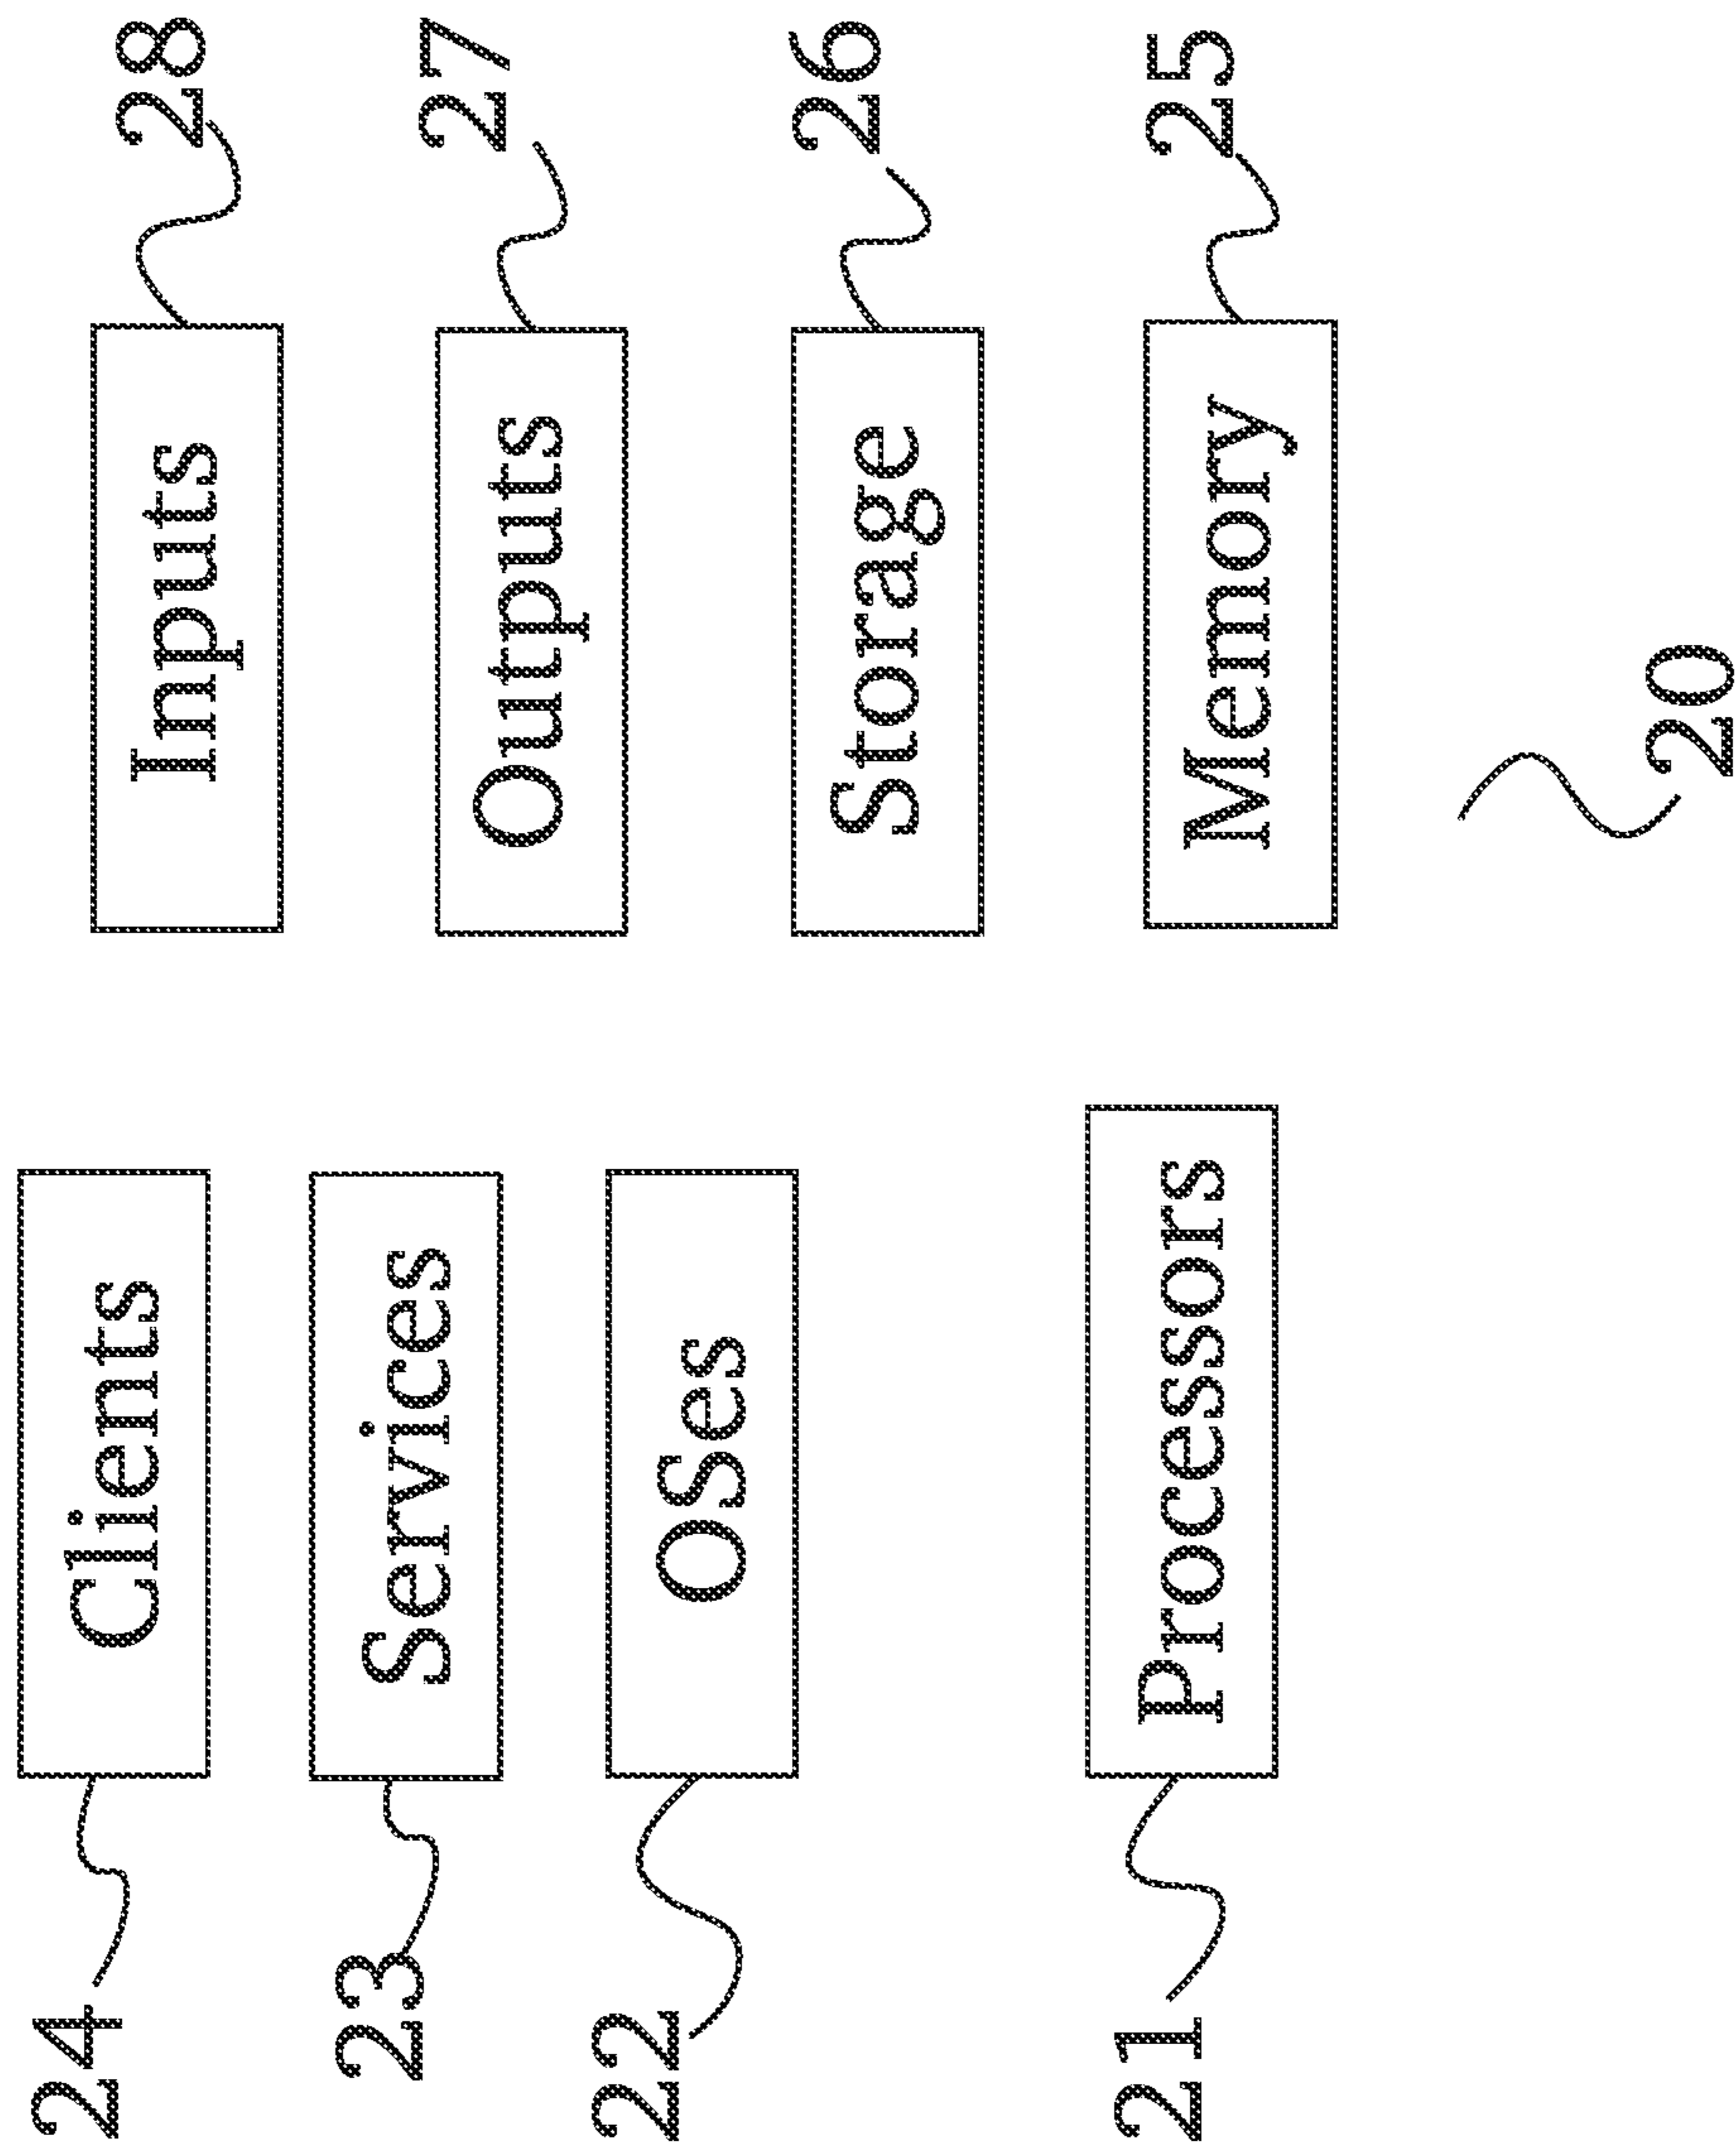 24 Clients Inputs 28
23 Services Outputs 27
22 OSes Storage 26
21 Processors Memory 25
20